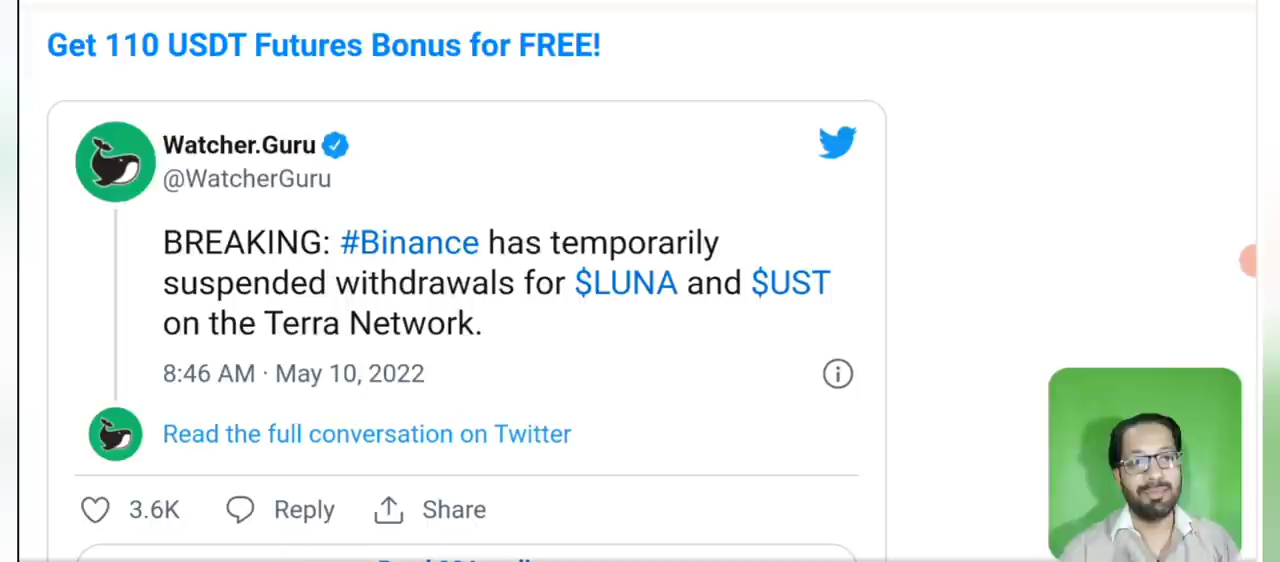 Get 110 USDT Futures Bonus for FREE!
Watcher.Guru
@WatcherGuru
BREAKING: #Binance has temporarily
suspended withdrawals for $LUNA and $UST
on the Terra Network.
8:46 AM · May 10, 2022
Read the full conversation on Twitter
3.6K Reply Share